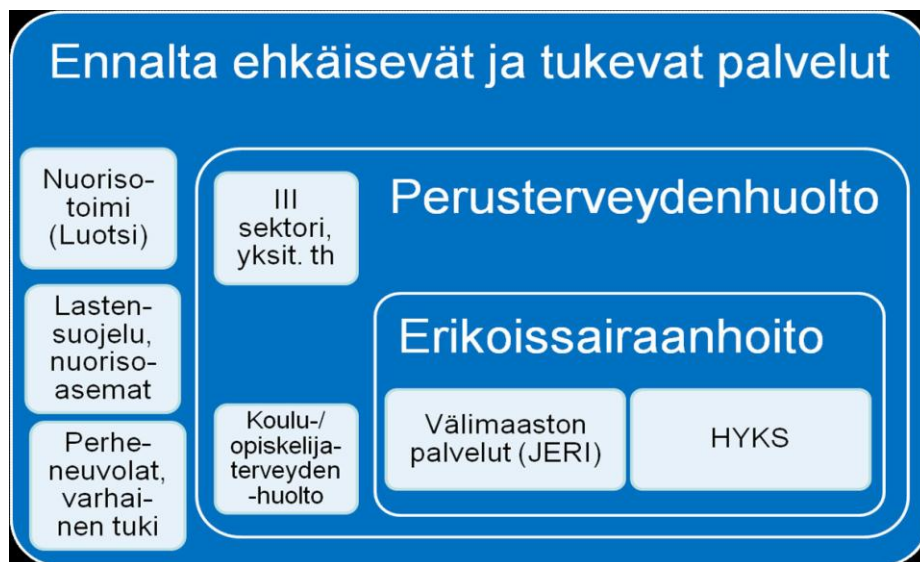 Ennalta ehkäisevät ja tukevat palvelut
Nuoriso-
toimi
(Luotsi)
Lasten-
suojelu,
nuoriso-
asemat
Perhe-
neuvolat,
varhai-
nen tuki
Perusterveydenhuolto
III
sektori,
yksit. th
Koulu-/
opiskelija-
terveyden
-huolto
Erikoissairaanhoito
Välimaaston
palvelut (JERI)
HYKS